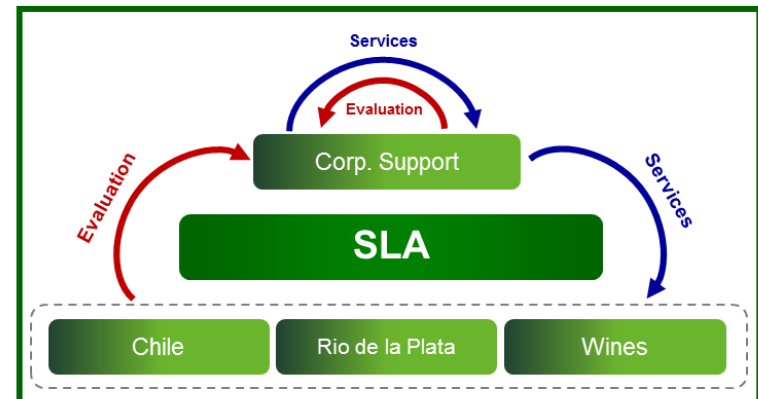 Services
Evaluation
Corp. Support
Evaluation
Services
SLA
Chile
Rio de la Plata
Wines